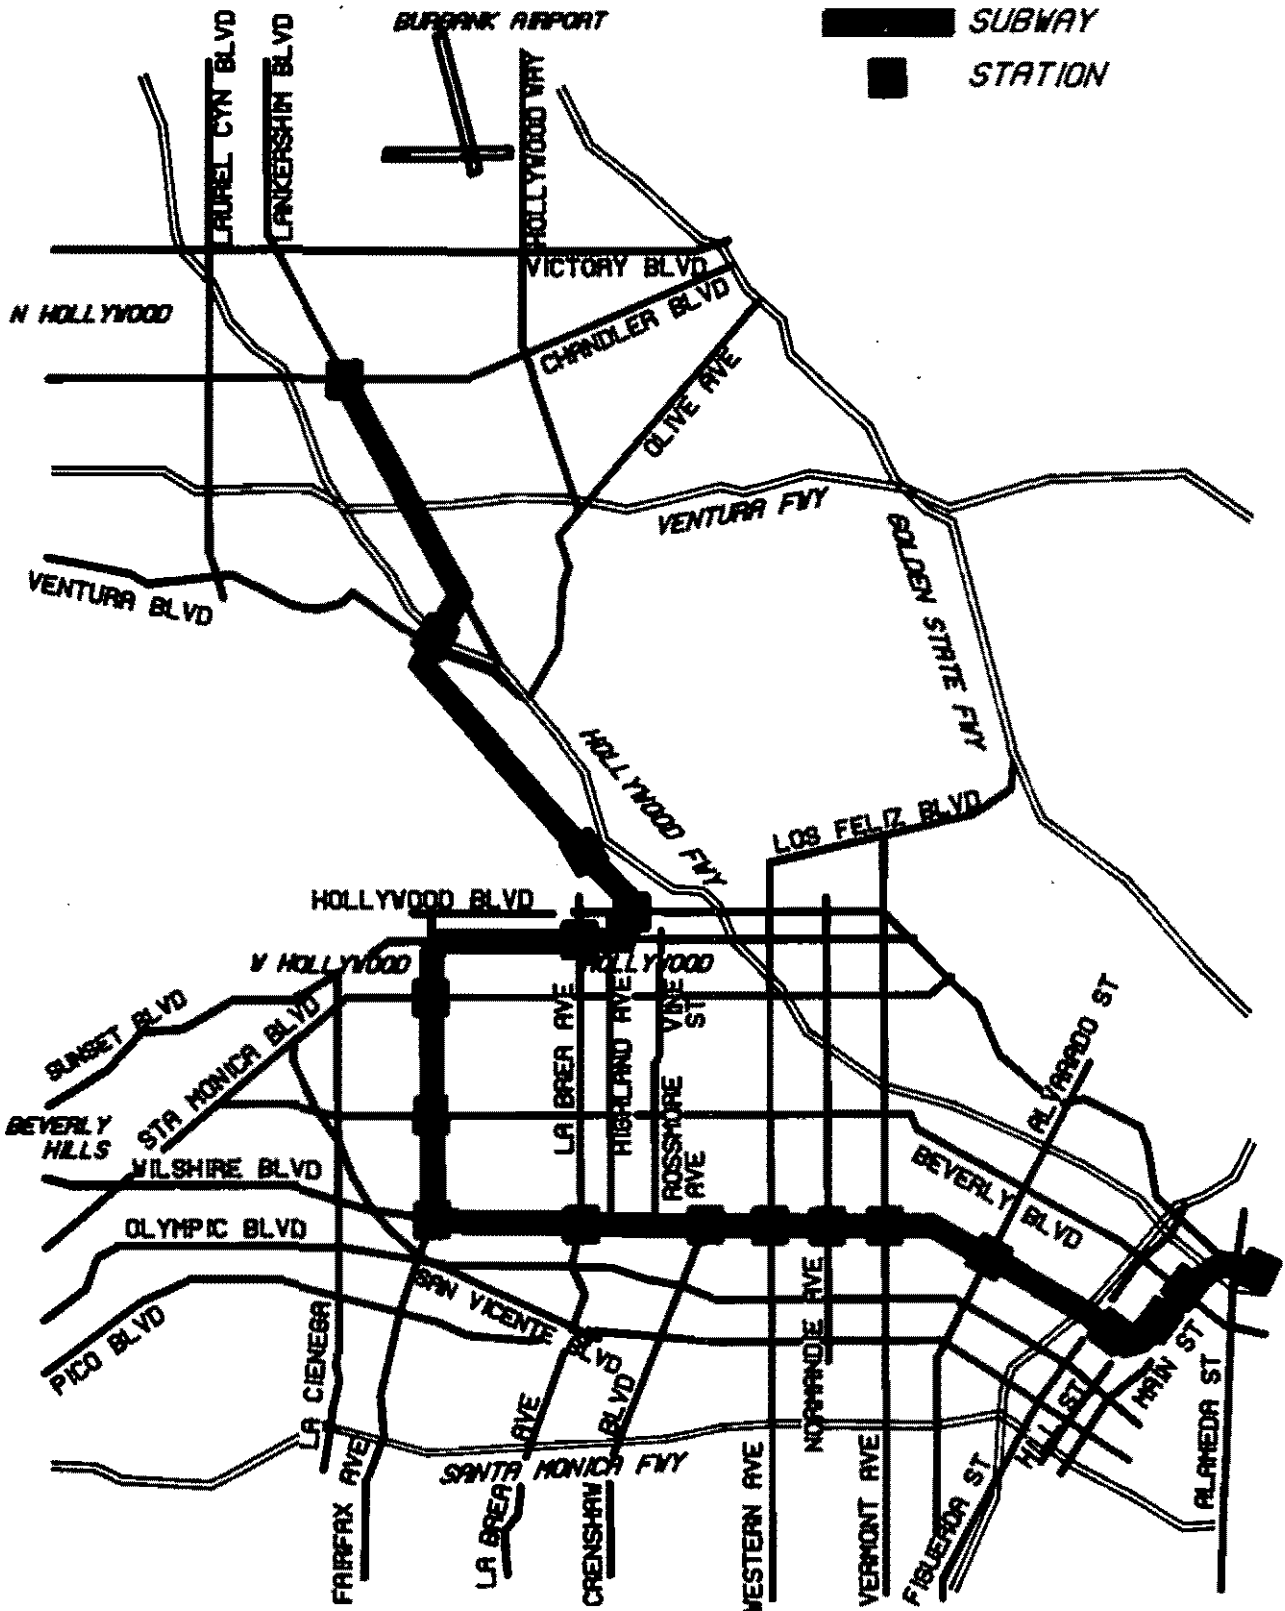 SUBWAY
STATION
BURBANK AIRPORT
LAUREL CYN BLVD
LANKERSHIM BLVD
HOLLYWOOD WAY
VICTORY BLVD
N HOLLYWOOD
CHANDLER BLVD
OLIVE AVE
VENTURA FWY
GOLDEN STATE FWY
VENTURA BLVD
HOLLYWOOD FWY
LOS FELIZ BLVD
HOLLYWOOD BLVD
W HOLLYWOOD
HOLLYWOOD
SUNSET BLVD
STA MONICA BLVD
LA BREA AVE
HIGHLAND AVE
VINE
ST
ALVARADO ST
BEVERLY
HILLS
ROSSMORE
AVE
WILSHIRE BLVD
BEVERLY BLVD
OLYMPIC BLVD
SAN VICENTE
BLVD
PICO BLVD
LA CIENEGA
NORMANDIE AVE
MAIN ST
HILL ST
ALAMEDA ST
FAIRFAX AVE
LA BREA AVE
CRENSHAW BLVD
SANTA MONICA FWY
WESTERN AVE
VERMONT AVE
FIGUEROA ST